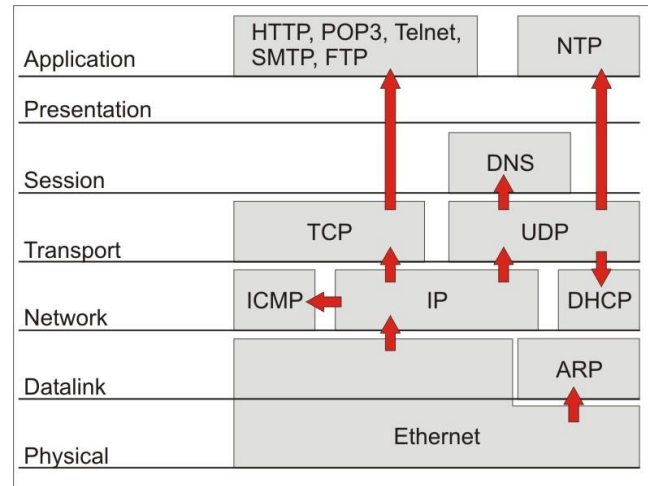 HTTP, POP3, Telnet,
SMTP, FTP
NTP
Application
Presentation
DNS
Session
TCP
UDP
Transport
ICMP
IP
DHCP
Network
ARP
Datalink
Ethernet
Physical